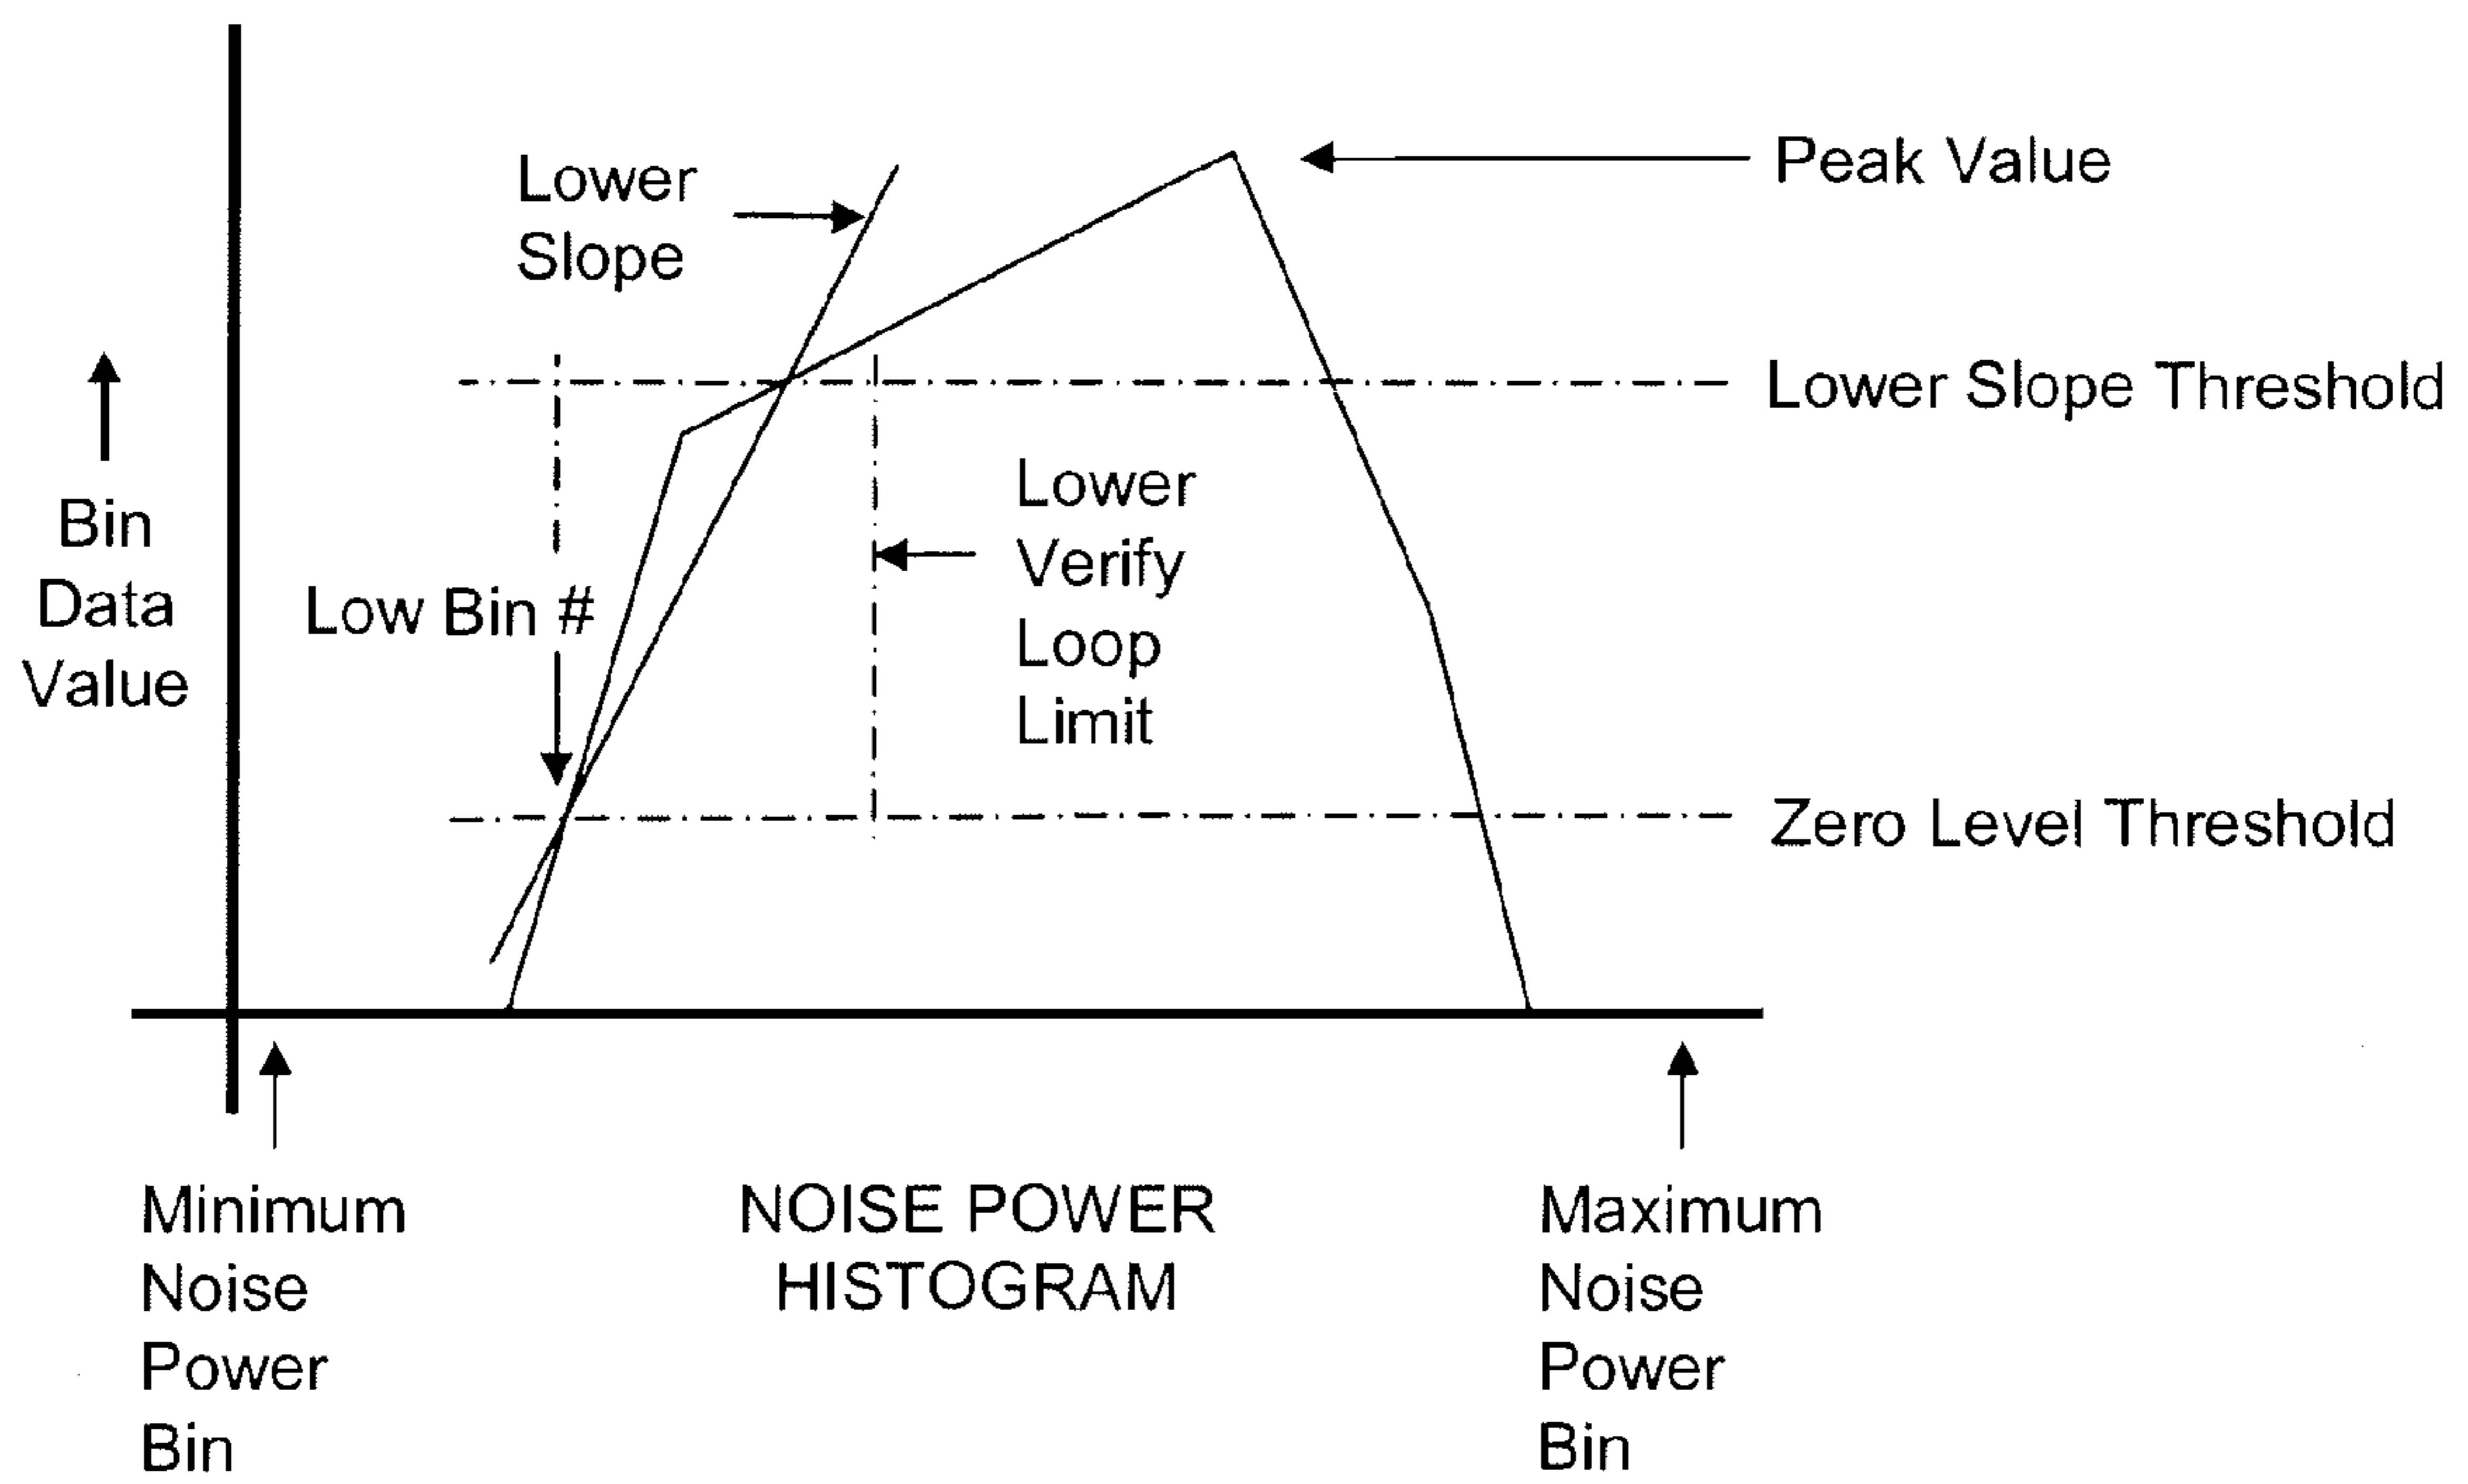 Lower
Slope
Peak Value
Lower Slope Threshold
Bin
Data
Value
Low Bin #
Lower
Verify
Loop
Limit
Zero Level Threshold
Minimum
Noise
Power
Bin
NOISE POWER
HISTOGRAM
Maximum
Noise
Power
Bin